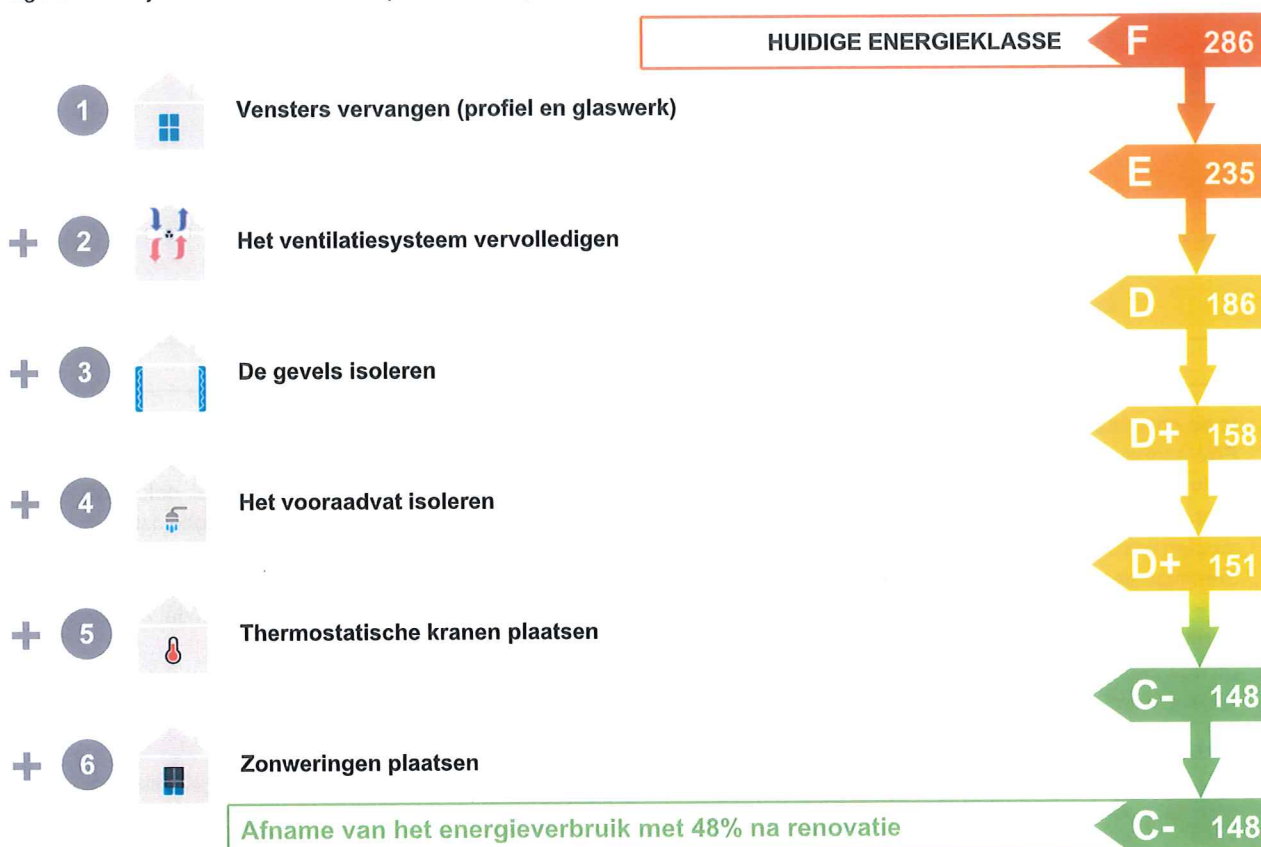 HUIDIGE ENERGIEKLASSE F 286
1 Vensters vervangen (profiel en glaswerk)
E 235
+ 2 Het ventilatiesysteem vervolledigen
D 186
+ 3 De gevels isoleren
D+ 158
+ 4 Het vooraadvat isoleren
D+ 151
+ 5 Thermostatische kranen plaatsen
C- 148
+ 6 Zonweringen plaatsen
Afname van het energieverbruik met 48% na renovatie C- 148